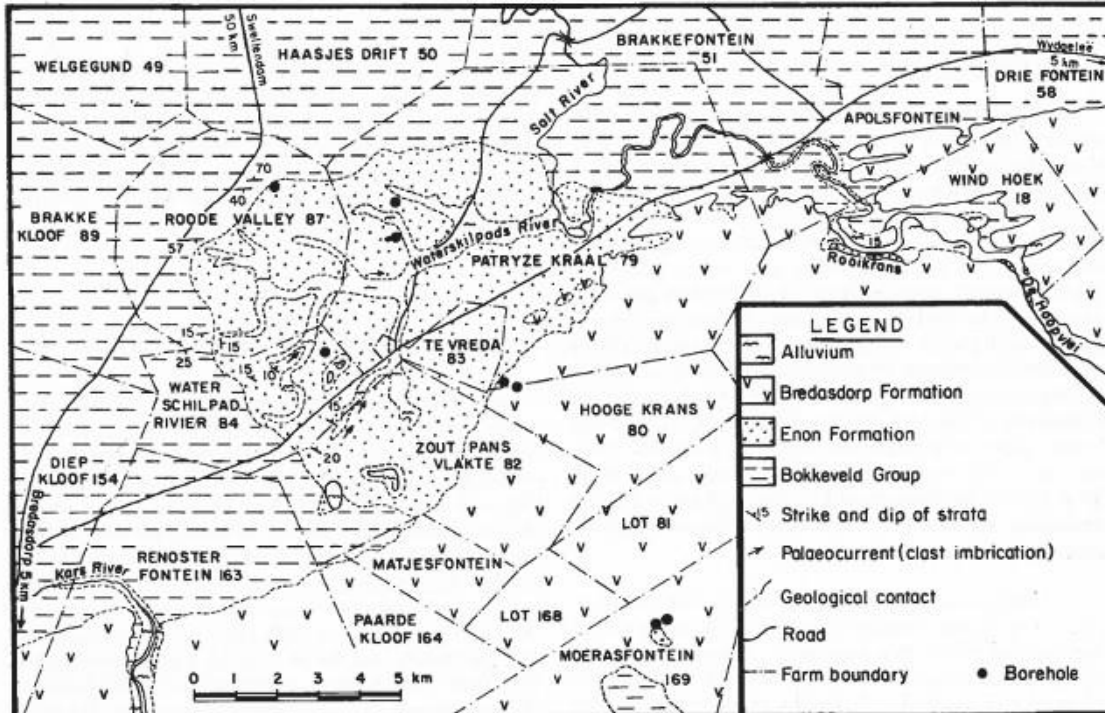 Swellendam
50 km
WELGEGUND 49
HAASJES DRIFT 50
BRAKKEFONTEIN
51
Wydgeleë
5 km
DRIE FONTEIN
58
Salt River
APOLSFONTEIN
WIND HOEK
18
70
40
BRAKKE
KLOOF 89
ROODE VALLEY 87
57
Waterskilpads River
PATRYZE KRAAL 79
15
Rooikrans
De Hoopvlei
15
15
25
15
10
TE VREDA
83
WATER
SCHILPAD
RIVIER 84
15
HOOGE KRANS
80
20
ZOUT PANS
VLAKTE 82
DIEP
KLOOF 154
LOT 81
Bredasdorp 5 km
RENOSTER
FONTEIN 163
MATJESFONTEIN
Kars River
PAARDE
KLOOF 164
LOT 168
MOERASFONTEIN
169
0 1 2 3 4 5 km
LEGEND
Alluvium
Bredasdorp Formation
Enon Formation
Bokkeveld Group
15 Strike and dip of strata
Palaeocurrent (clast imbrication)
Geological contact
Road
Farm boundary
Borehole